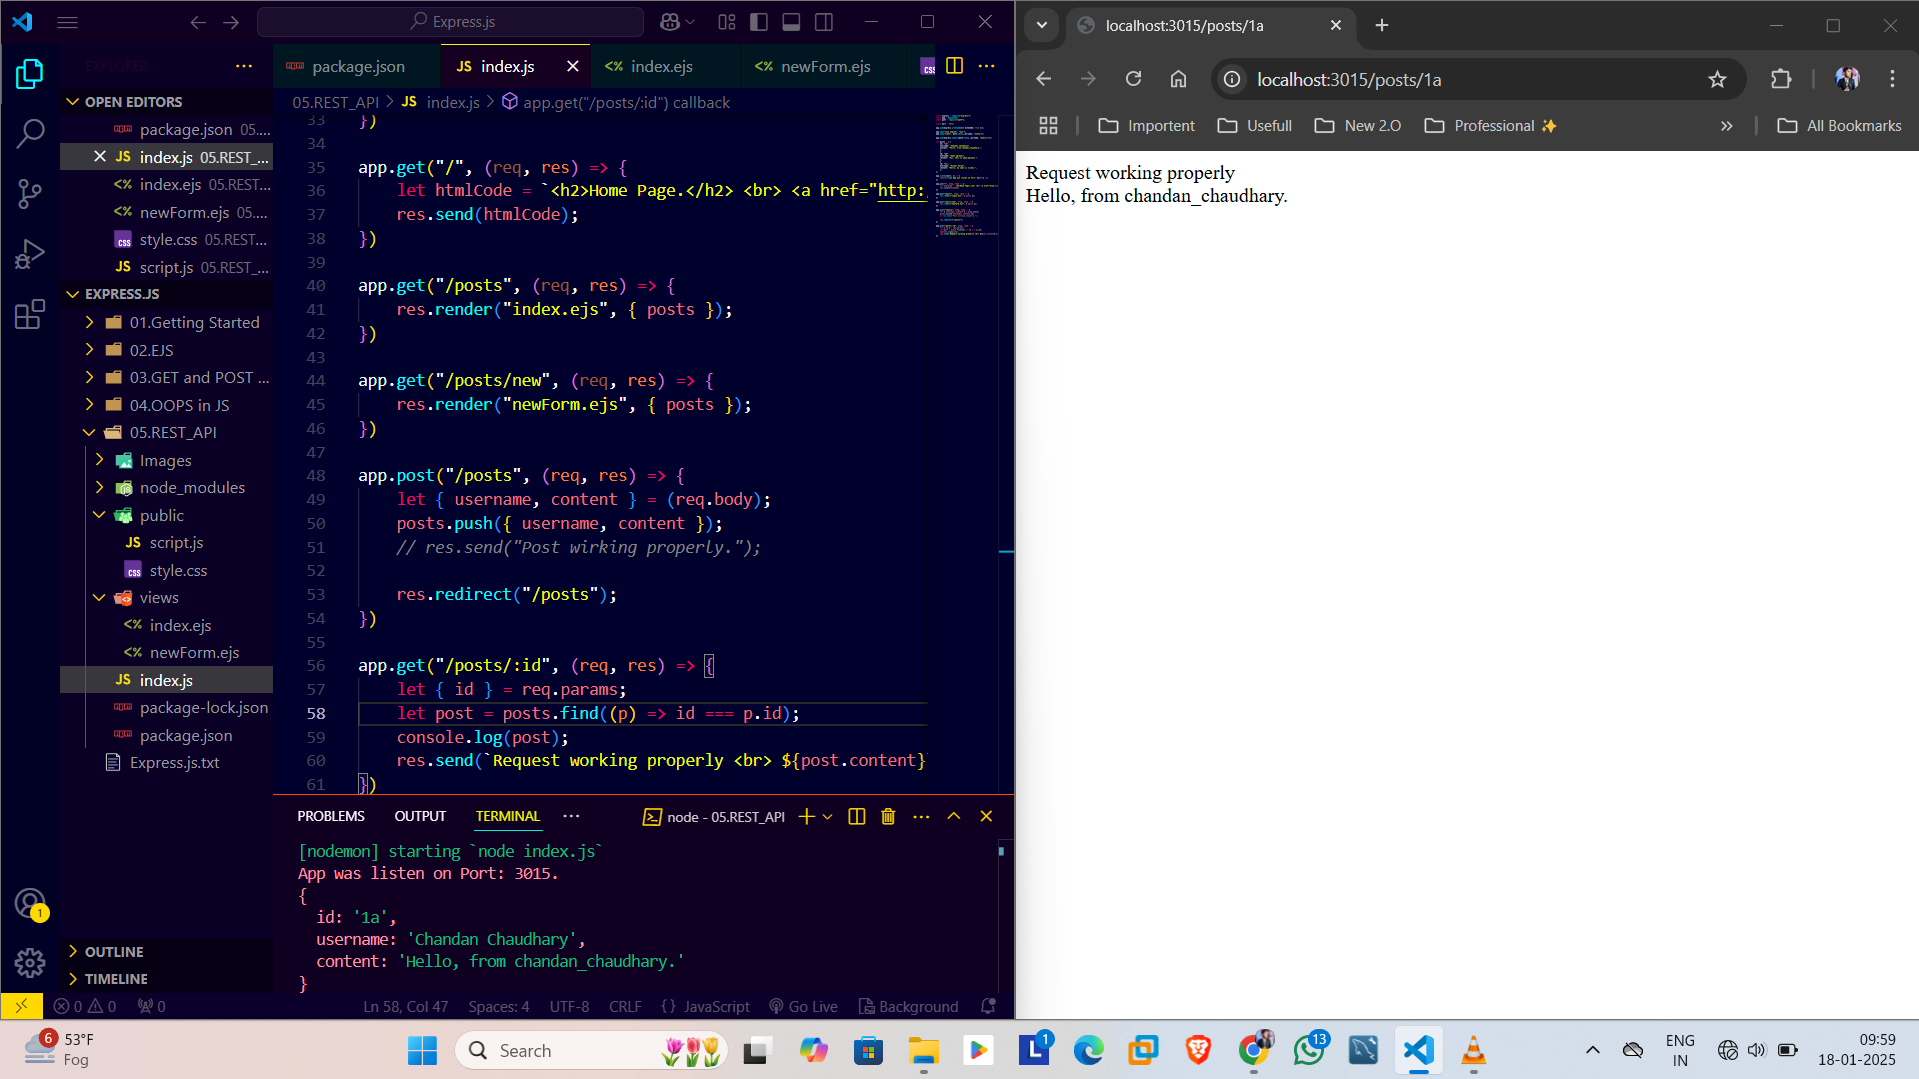 Express.js
EXPLORER
OPEN EDITORS
package.json 05....
index.js 05.REST_...
index.ejs 05.REST...
newForm.ejs 05....
style.css 05.REST...
script.js 05.REST_...
EXPRESS.JS
01.Getting Started
02.EJS
03.GET and POST ...
04.OOPS in JS
05.REST_API
Images
node_modules
public
script.js
style.css
views
index.ejs
newForm.ejs
index.js
package-lock.json
package.json
Express.js.txt
OUTLINE
TIMELINE
package.json
index.js
index.ejs
newForm.ejs
05.REST_API > JS index.js > app.get("/posts/:id") callback
33 })
34
35 app.get("/", (req, res) => {
36 let htmlCode = `<h2>Home Page.</h2> <br> <a href="http:
37 res.send(htmlCode);
38 })
39
40 app.get("/posts", (req, res) => {
41 res.render("index.ejs", { posts });
42 })
43
44 app.get("/posts/new", (req, res) => {
45 res.render("newForm.ejs", { posts });
46 })
47
48 app.post("/posts", (req, res) => {
49 let { username, content } = (req.body);
50 posts.push({ username, content });
51 // res.send("Post wirking properly.");
52
53 res.redirect("/posts");
54 })
55
56 app.get("/posts/:id", (req, res) => {
57 let { id } = req.params;
58 let post = posts.find((p) => id === p.id);
59 console.log(post);
60 res.send(`Request working properly <br> ${post.content}
61 })
PROBLEMS OUTPUT TERMINAL ... node - 05.REST_API
[nodemon] starting `node index.js`
App was listen on Port: 3015.
{
id: '1a',
username: 'Chandan Chaudhary',
content: 'Hello, from chandan_chaudhary.'
}
0 0 0 Ln 58, Col 47 Spaces: 4 UTF-8 CRLF {} JavaScript Go Live Background
localhost:3015/posts/1a
localhost:3015/posts/1a
Importent Usefull New 2.O Professional ✨ » All Bookmarks
Request working properly
Hello, from chandan_chaudhary.
6
53°F
Fog
Search
1
13
ENG
IN
09:59
18-01-2025